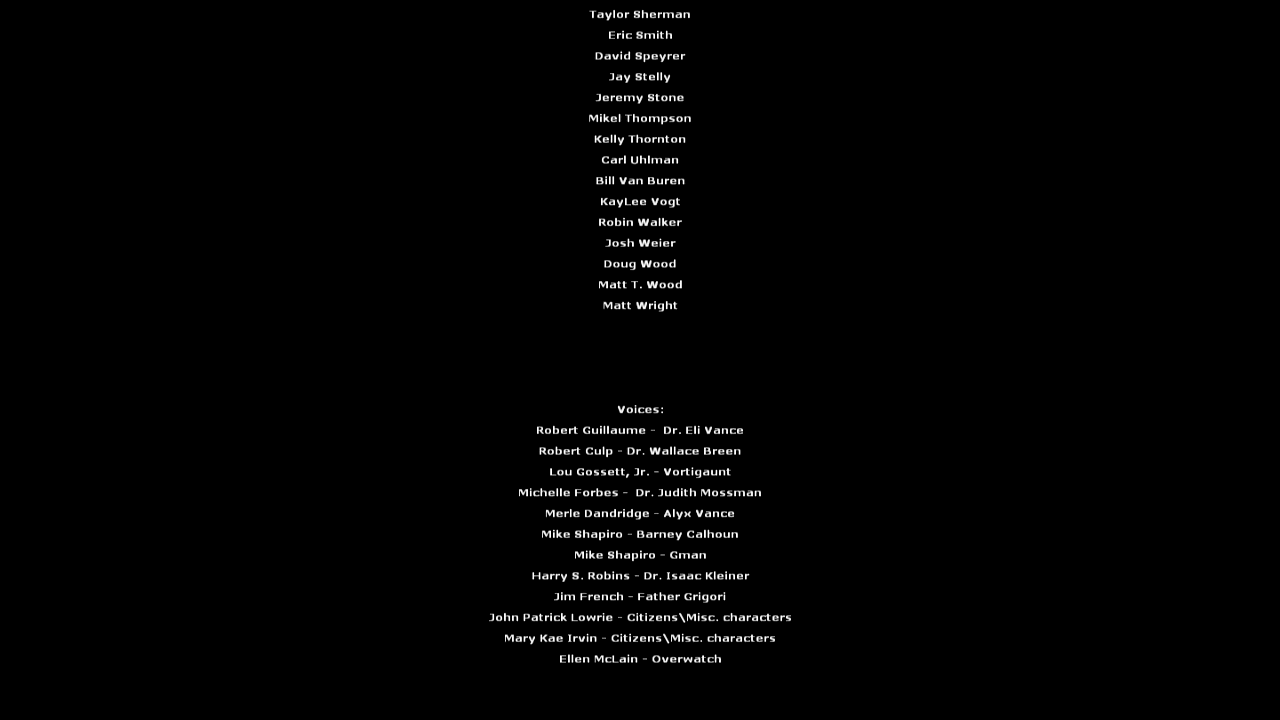 Taylor Sherman
Eric Smith
David Speyrer
Jay Stelly
Jeremy Stone
Mikel Thompson
Kelly Thornton
Carl Uhlman
Bill Van Buren
KayLee Vogt
Robin Walker
Josh Weier
Doug Wood
Matt T. Wood
Matt Wright
Voices:
Robert Guillaume -  Dr. Eli Vance
Robert Culp - Dr. Wallace Breen
Lou Gossett, Jr. - Vortigaunt
Michelle Forbes -  Dr. Judith Mossman
Merle Dandridge - Alyx Vance
Mike Shapiro - Barney Calhoun
Mike Shapiro - Gman
Harry S. Robins - Dr. Isaac Kleiner
Jim French - Father Grigori
John Patrick Lowrie - Citizens\Misc. characters
Mary Kae Irvin - Citizens\Misc. characters
Ellen McLain - Overwatch